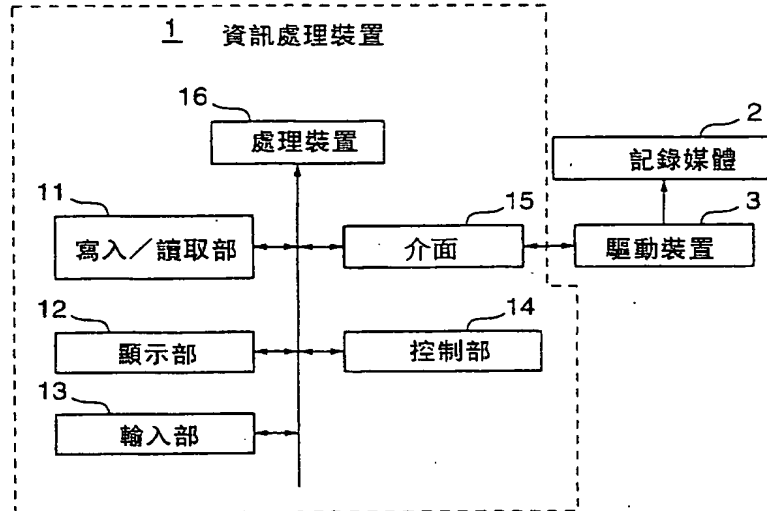 1 資訊處理裝置
16
處理裝置
2
記錄媒體
11
寫入／讀取部
15
介面
3
驅動裝置
12
顯示部
14
控制部
13
輸入部